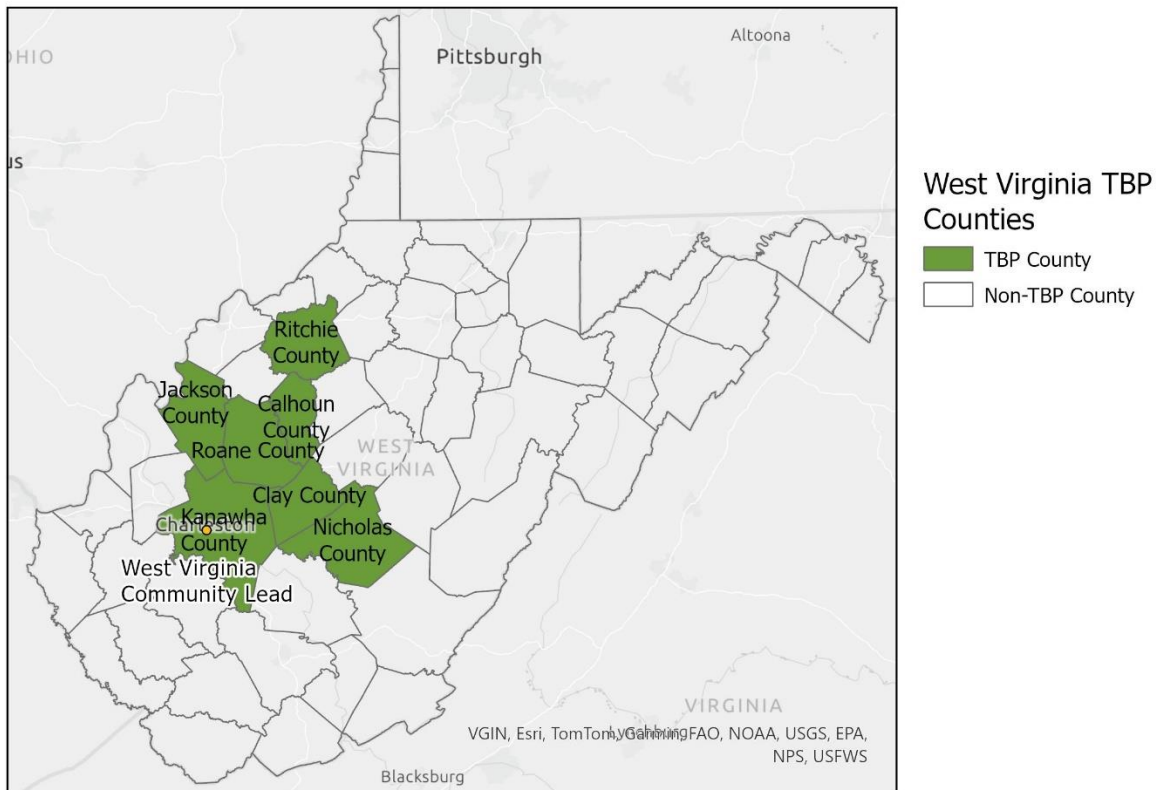 OHIO
Pittsburgh
Altoona
us
West Virginia TBP
Counties
TBP County
Non-TBP County
Ritchie
County
Jackson
County
Calhoun
County
Roane County
WEST
VIRGINIA
Clay County
Kanawha
County
Charleston
Nicholas
County
West Virginia
Community Lead
VIRGINIA
Lynchburg
VGIN, Esri, TomTom, Garmin, FAO, NOAA, USGS, EPA,
NPS, USFWS
Blacksburg